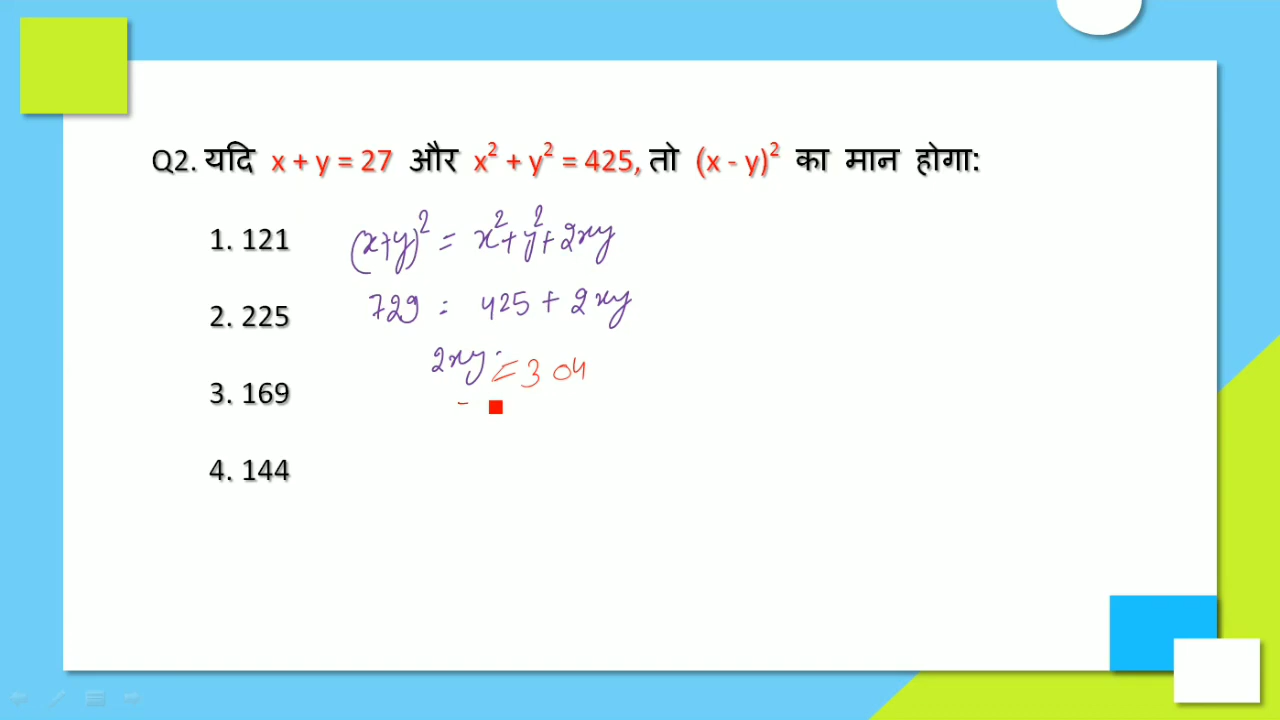 Q2. यदि x + y = 27 और x² + y² = 425, तो (x - y)² का मान होगा:
1. 121
(x+y)² = x² + y² + 2xy
2. 225
729 = 425 + 2xy
2xy = 304
3. 169
4. 144